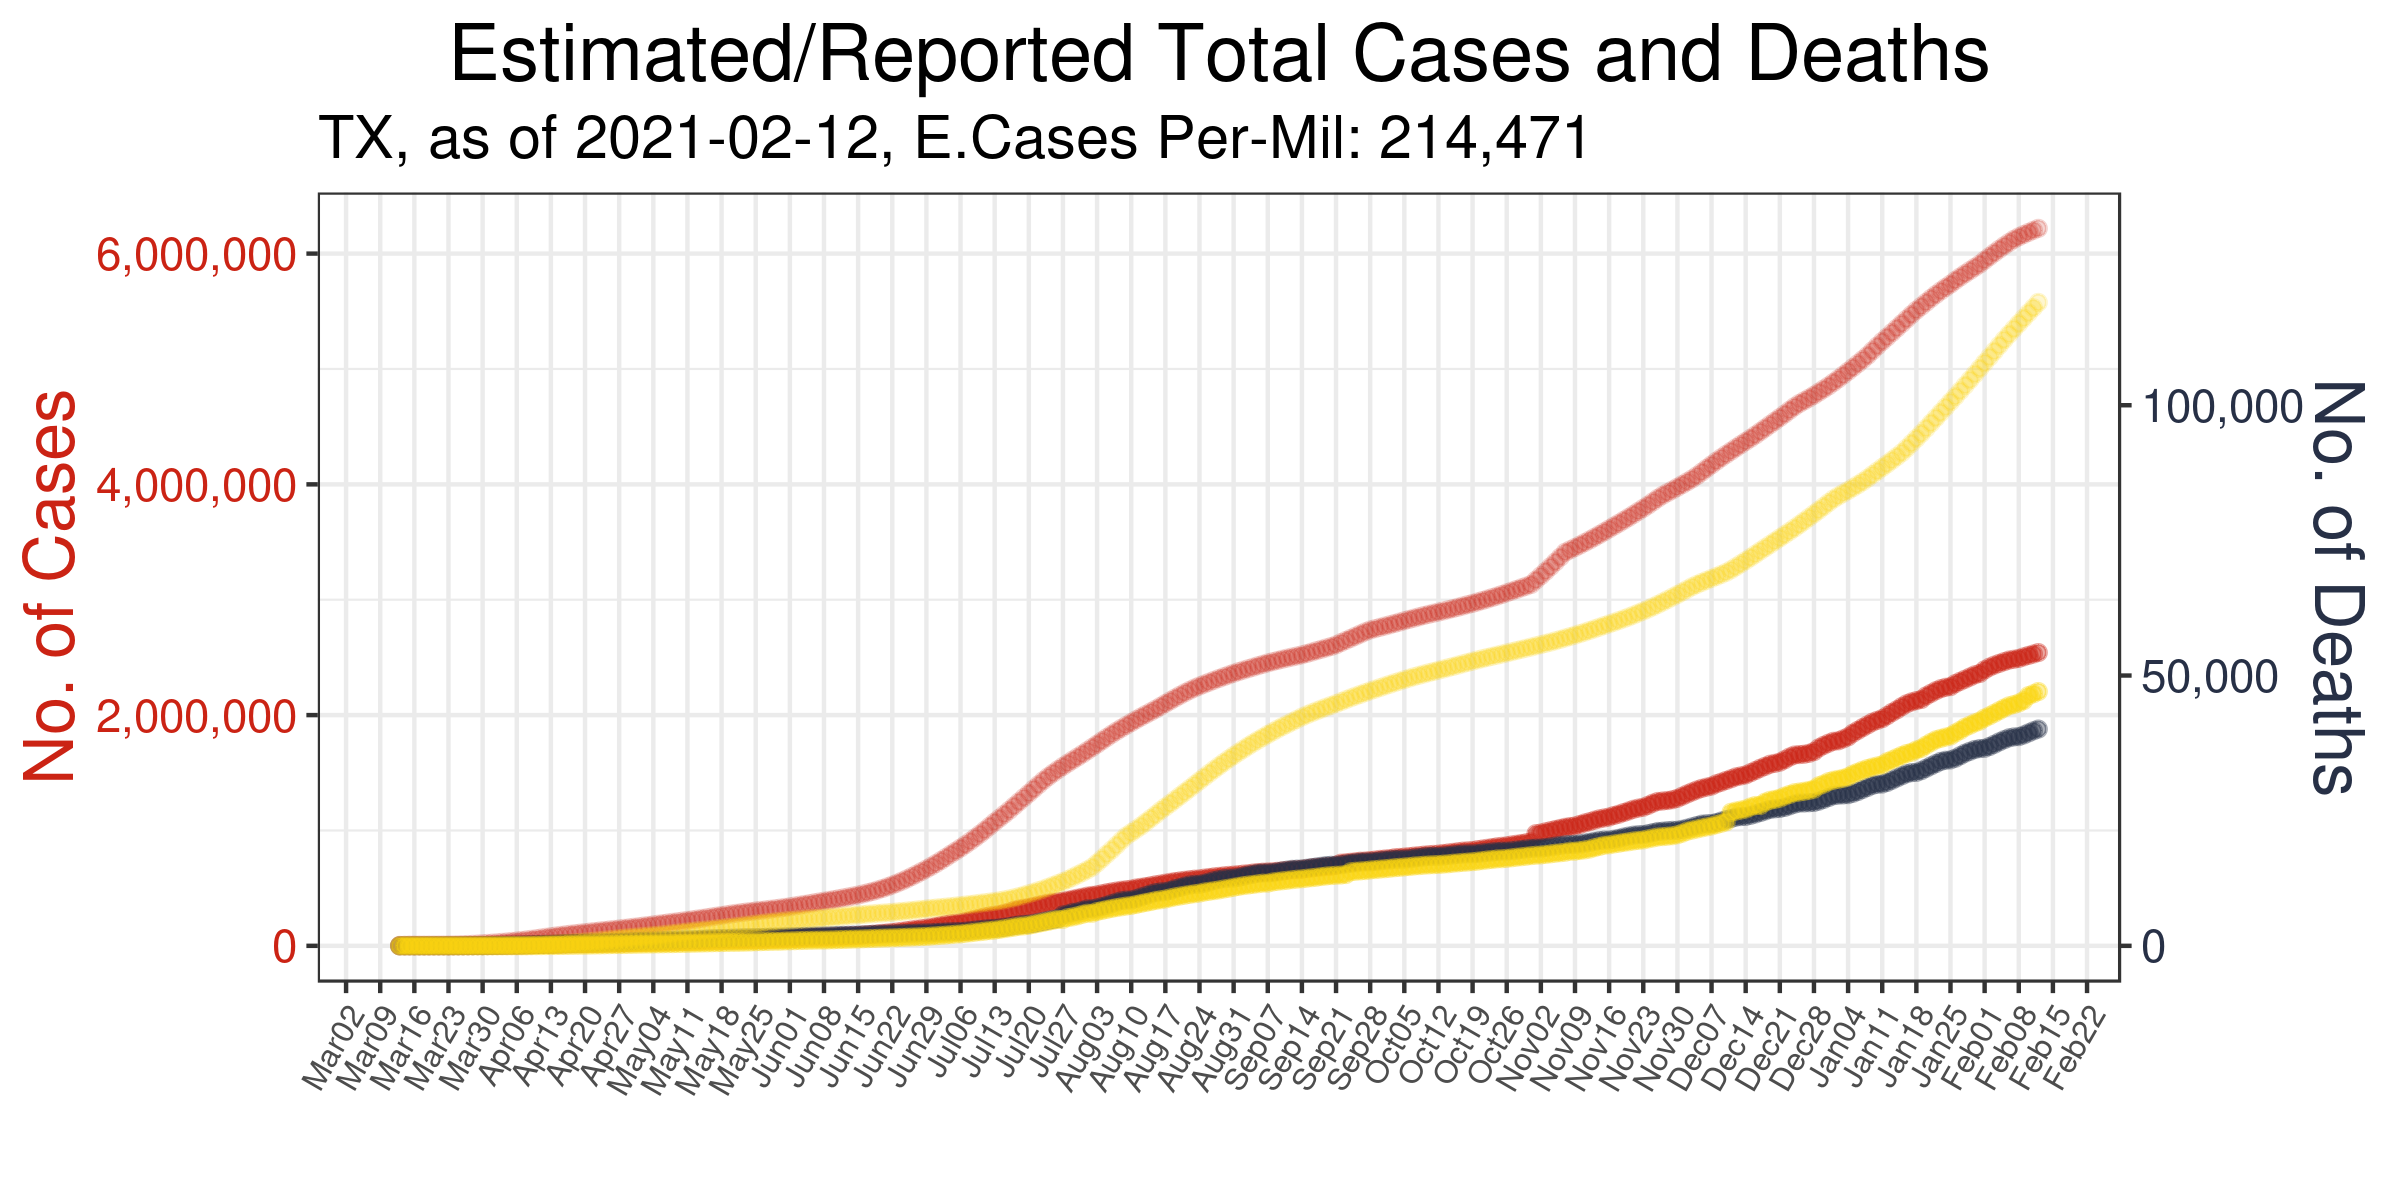 Estimated/Reported Total Cases and Deaths
TX, as of 2021-02-12, E.Cases Per-Mil: 214,471
No. of Cases
6,000,000
4,000,000
2,000,000
0
No. of Deaths
100,000
50,000
0
Mar02
Mar09
Mar16
Mar23
Mar30
Apr06
Apr13
Apr20
Apr27
May04
May11
May18
May25
Jun01
Jun08
Jun15
Jun22
Jun29
Jul06
Jul13
Jul20
Jul27
Aug03
Aug10
Aug17
Aug24
Aug31
Sep07
Sep14
Sep21
Sep28
Oct05
Oct12
Oct19
Oct26
Nov02
Nov09
Nov16
Nov23
Nov30
Dec07
Dec14
Dec21
Dec28
Jan04
Jan11
Jan18
Jan25
Feb01
Feb08
Feb15
Feb22